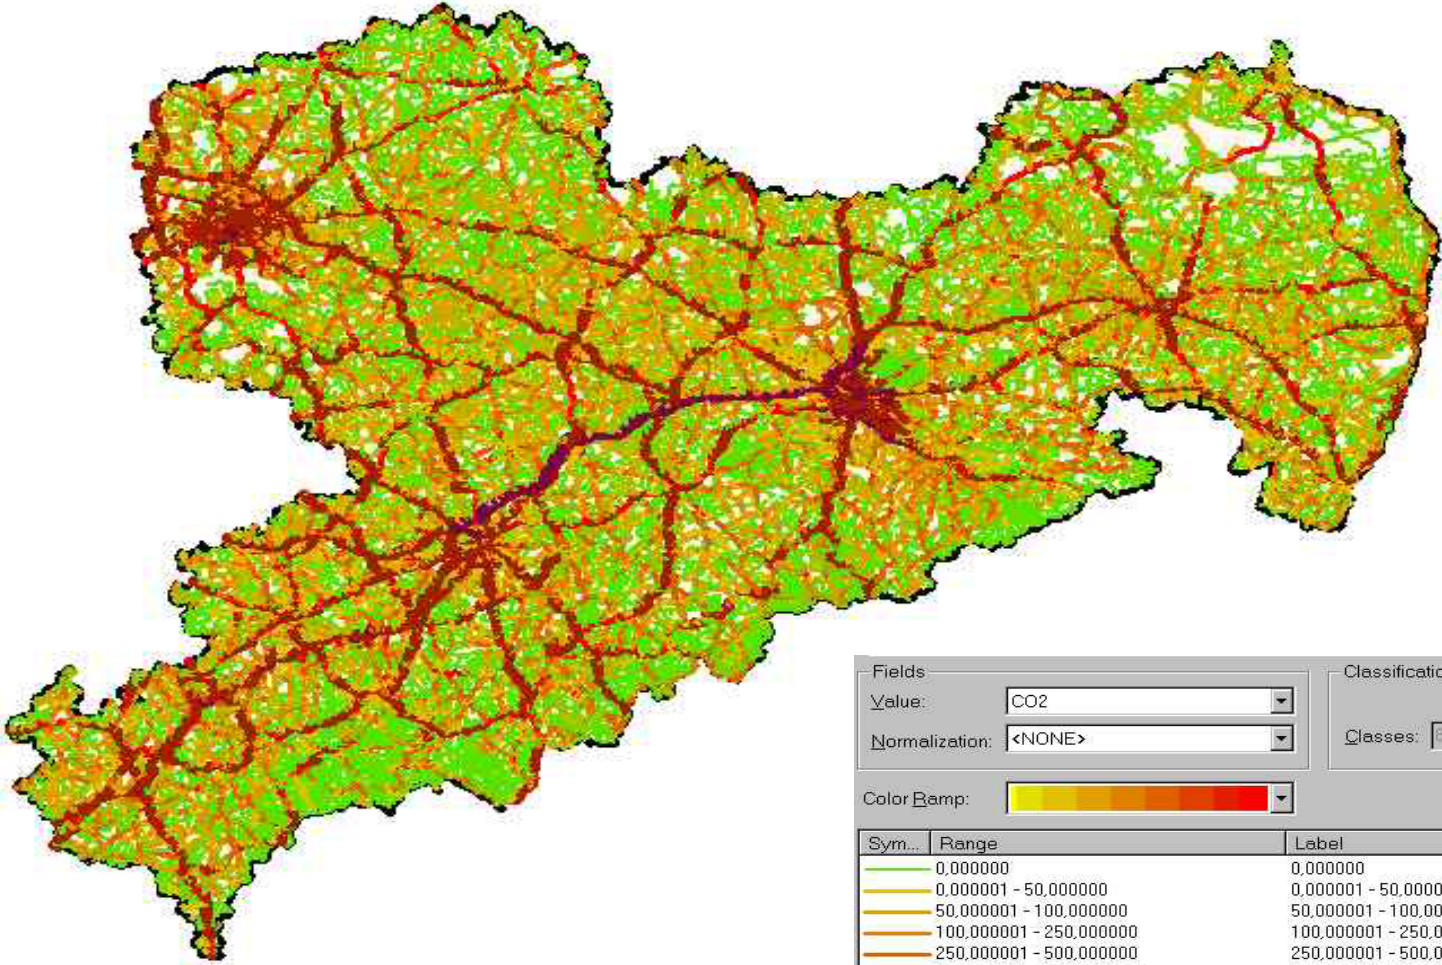 Fields
Value: CO2
Normalization: <NONE>
Classificatio
Classes:
Color Ramp:
Sym... Range Label
0,000000 0,000000
0,000001 - 50,000000 0,000001 - 50,0000
50,000001 - 100,000000 50,000001 - 100,00
100,000001 - 250,000000 100,000001 - 250,0
250,000001 - 500,000000 250,000001 - 500,0